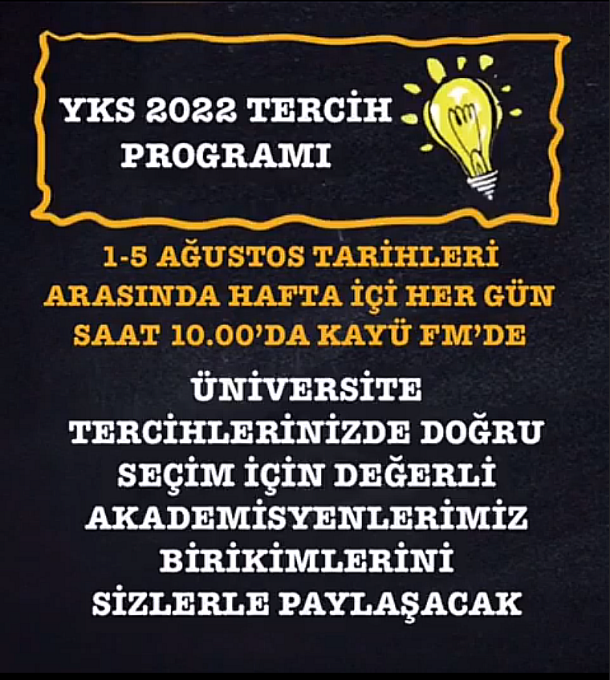 YKS 2022 TERCİH
PROGRAMI
1-5 AĞUSTOS TARİHLERİ
ARASINDA HAFTA İÇİ HER GÜN
SAAT 10.00’DA KAYÜ FM’DE
ÜNİVERSİTE
TERCİHLERİNİZDE DOĞRU
SEÇİM İÇİN DEĞERLİ
AKADEMİSYENLERİMİZ
BİRİKİMLERİNİ
SİZLERLE PAYLAŞACAK